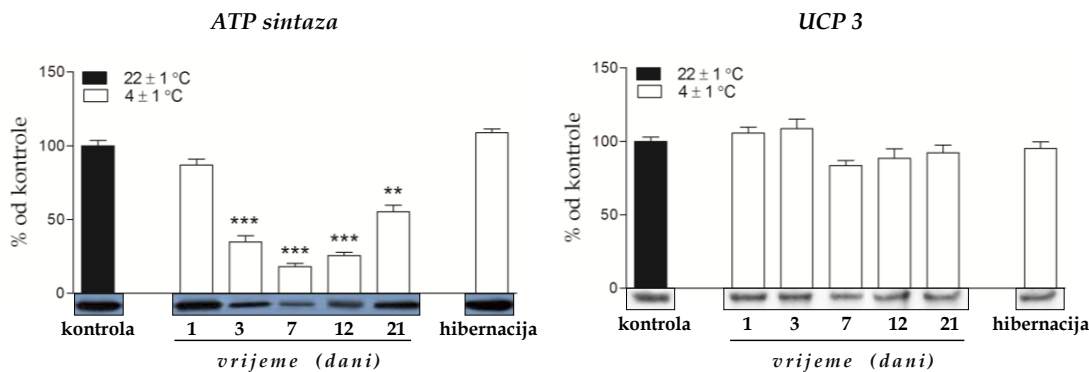 ATP sintaza
% od kontrole
150
100
50
0
22 ± 1 °C
4 ± 1 °C
***
***
***
**
kontrola 1 3 7 12 21 hibernacija
vrijeme (dani)
UCP 3
% od kontrole
150
100
50
0
22 ± 1 °C
4 ± 1 °C
kontrola 1 3 7 12 21 hibernacija
vrijeme (dani)